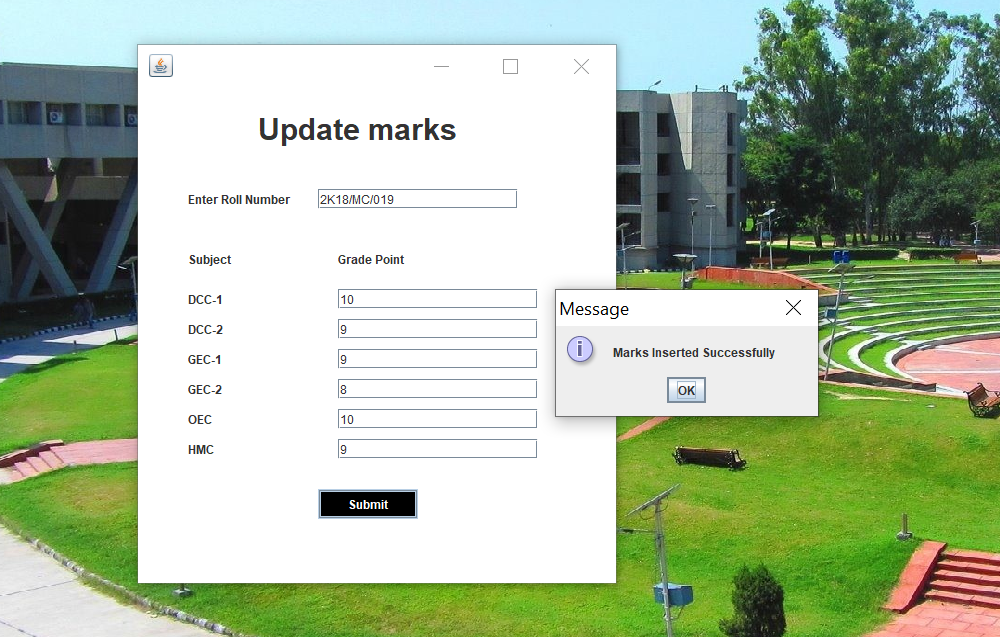 Update marks
Enter Roll Number 2K18/MC/019
Subject Grade Point
DCC-1 10
DCC-2 9
GEC-1 9
GEC-2 8
OEC 10
HMC 9
Submit
Message
Marks Inserted Successfully
OK